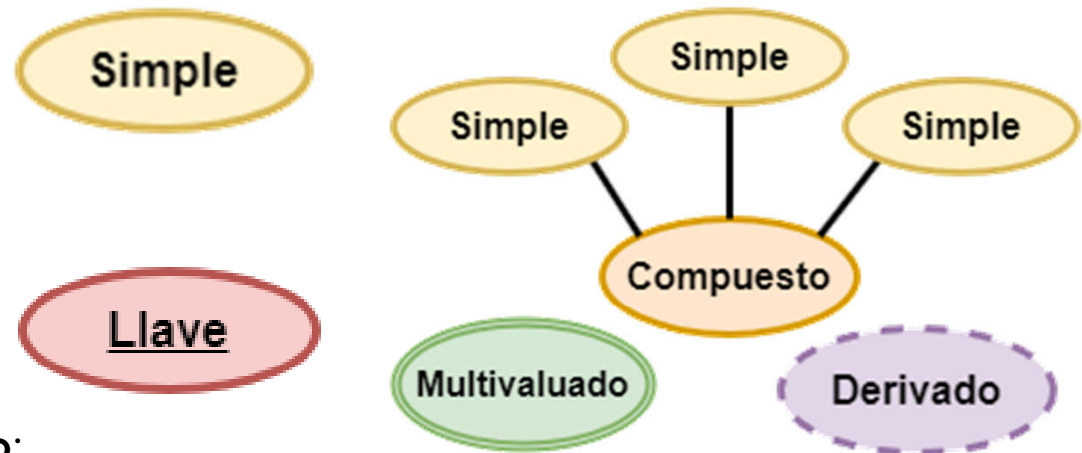 Simple
Simple
Simple
Simple
Compuesto
Llave
Multivaluado
Derivado